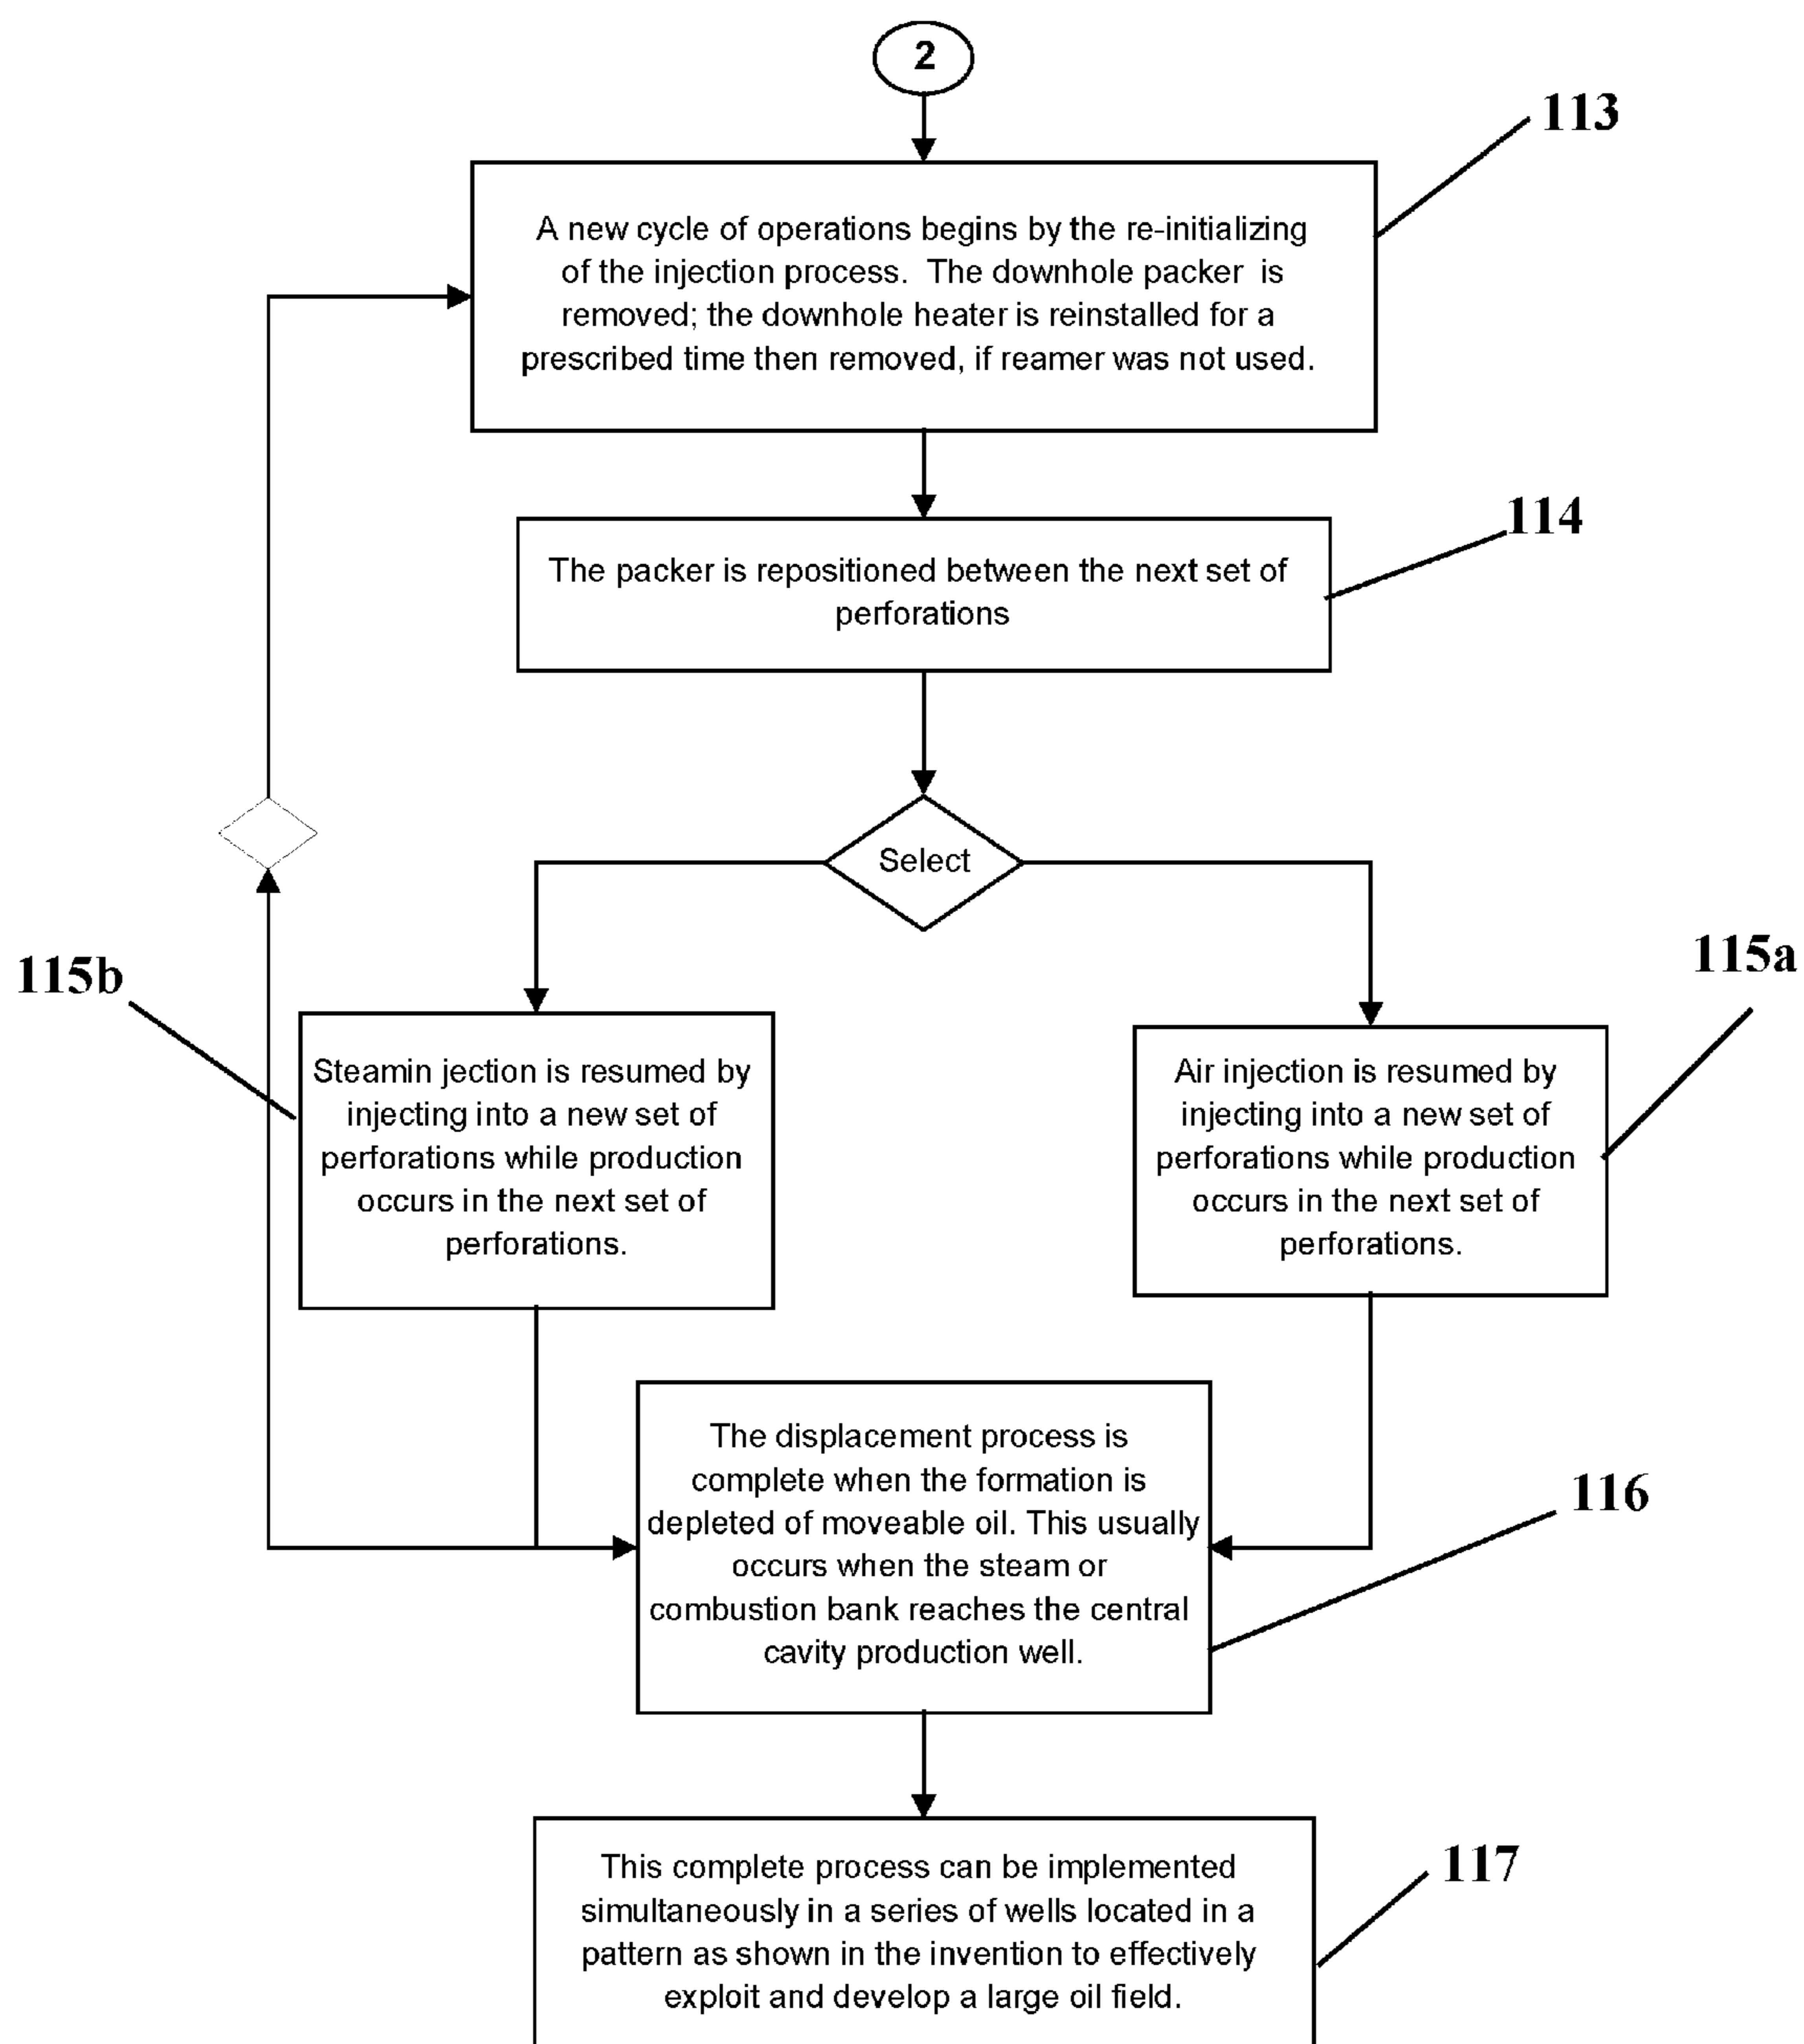 2
113
A new cycle of operations begins by the re-initializing
of the injection process.  The downhole packer  is
removed; the downhole heater is reinstalled for a
prescribed time then removed, if reamer was not used.
114
The packer is repositioned between the next set of
perforations
Select
115b
115a
Steamin jection is resumed by
injecting into a new set of
perforations while production
occurs in the next set of
perforations.
Air injection is resumed by
injecting into a new set of
perforations while production
occurs in the next set of
perforations.
The displacement process is
complete when the formation is
depleted of moveable oil. This usually
occurs when the steam or
combustion bank reaches the central
cavity production well.
116
This complete process can be implemented
simultaneously in a series of wells located in a
pattern as shown in the invention to effectively
exploit and develop a large oil field.
117